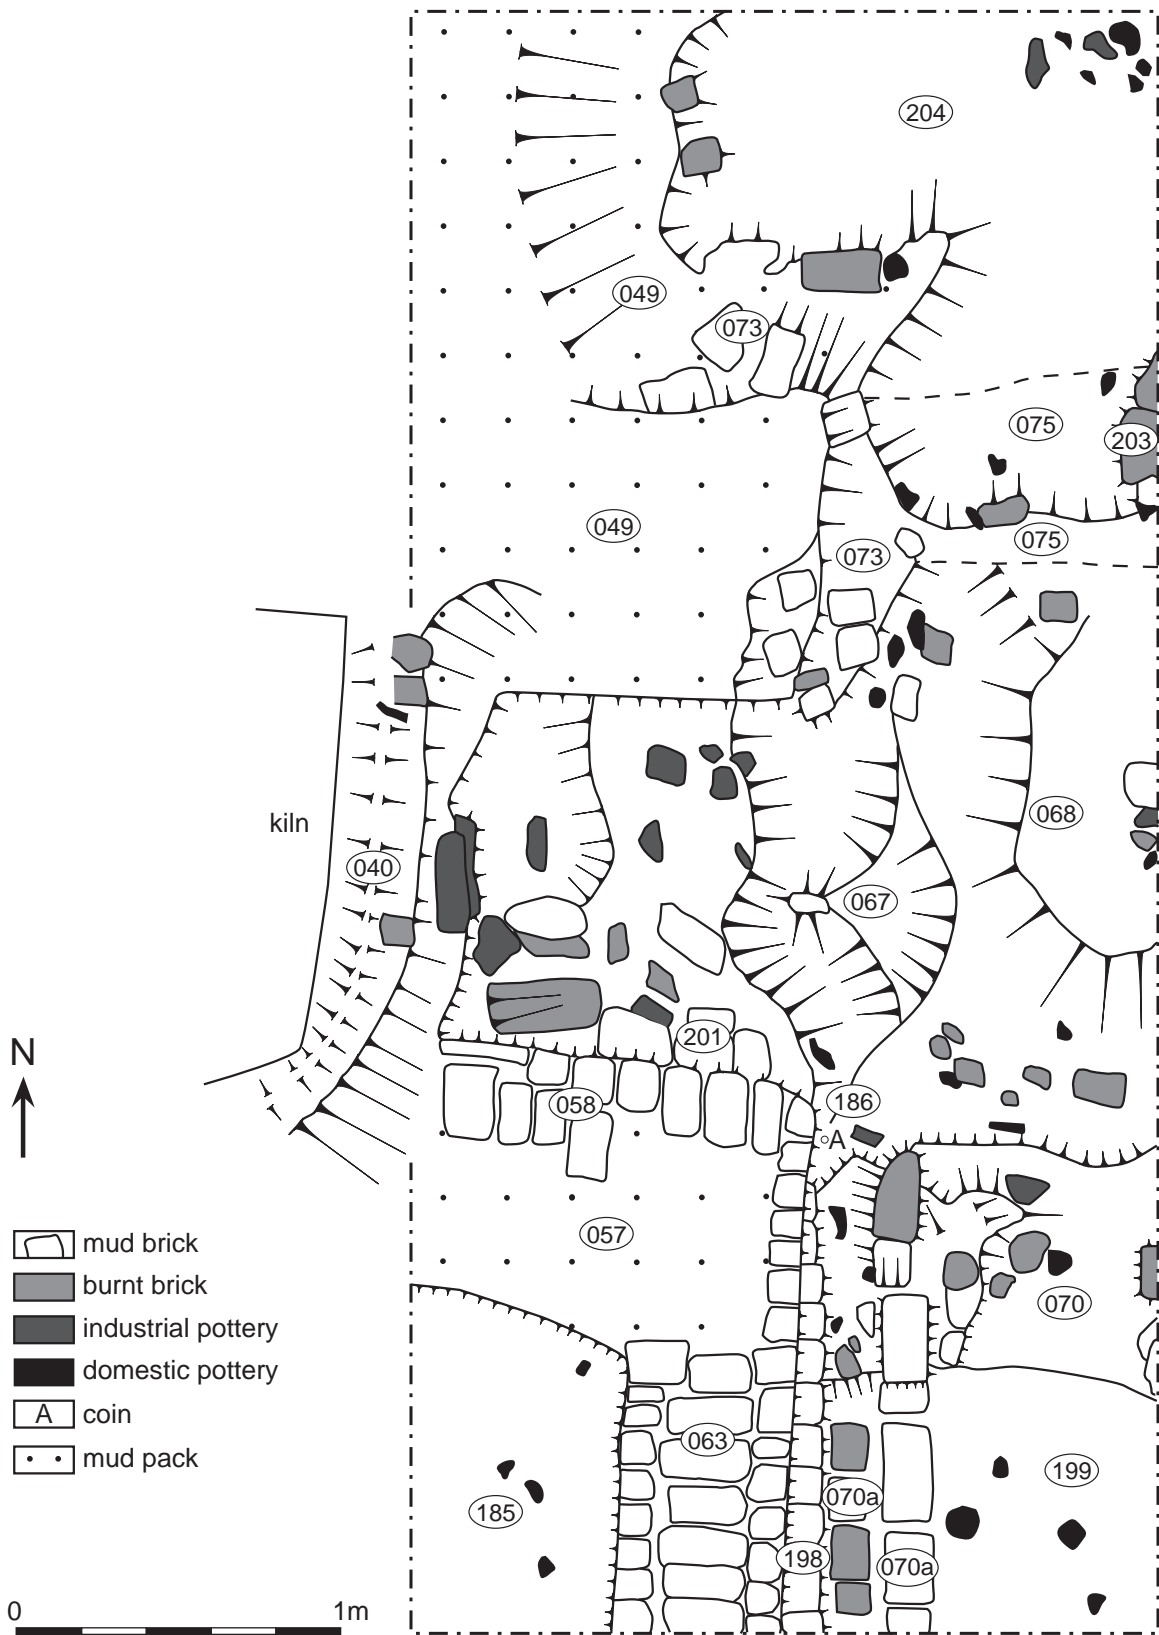 204
049
073
075
203
049
075
073
068
kiln
040
067
N
201
058
186
A
057
070
mud brick
burnt brick
industrial pottery
domestic pottery
A coin
mud pack
063
199
070a
185
198
070a
0 1m